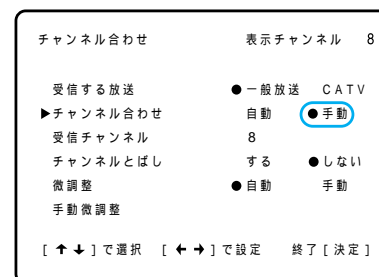 チャンネル合わせ 表示チャンネル 8
受信する放送 ●一般放送 CATV
▶チャンネル合わせ 自動 ●手動
受信チャンネル 8
チャンネルとばし する ●しない
微調整 ●自動 手動
手動微調整
[↑↓]で選択 [←→]で設定 終了[決定]